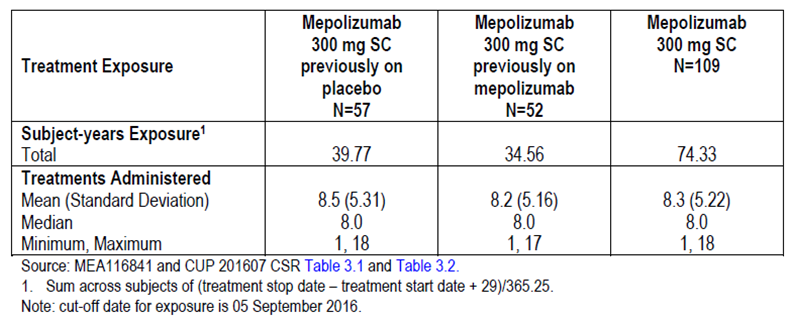 Treatment Exposure
Mepolizumab
300 mg SC
previously on
placebo
N=57
Mepolizumab
300 mg SC
previously on
mepolizumab
N=52
Mepolizumab
300 mg SC
N=109
Subject-years Exposure1
Total 39.77 34.56 74.33
Treatments Administered
Mean (Standard Deviation) 8.5 (5.31) 8.2 (5.16) 8.3 (5.22)
Median 8.0 8.0 8.0
Minimum, Maximum 1, 18 1, 17 1, 18
Source: MEA116841 and CUP 201607 CSR Table 3.1 and Table 3.2.
1. Sum across subjects of (treatment stop date – treatment start date + 29)/365.25.
Note: cut-off date for exposure is 05 September 2016.